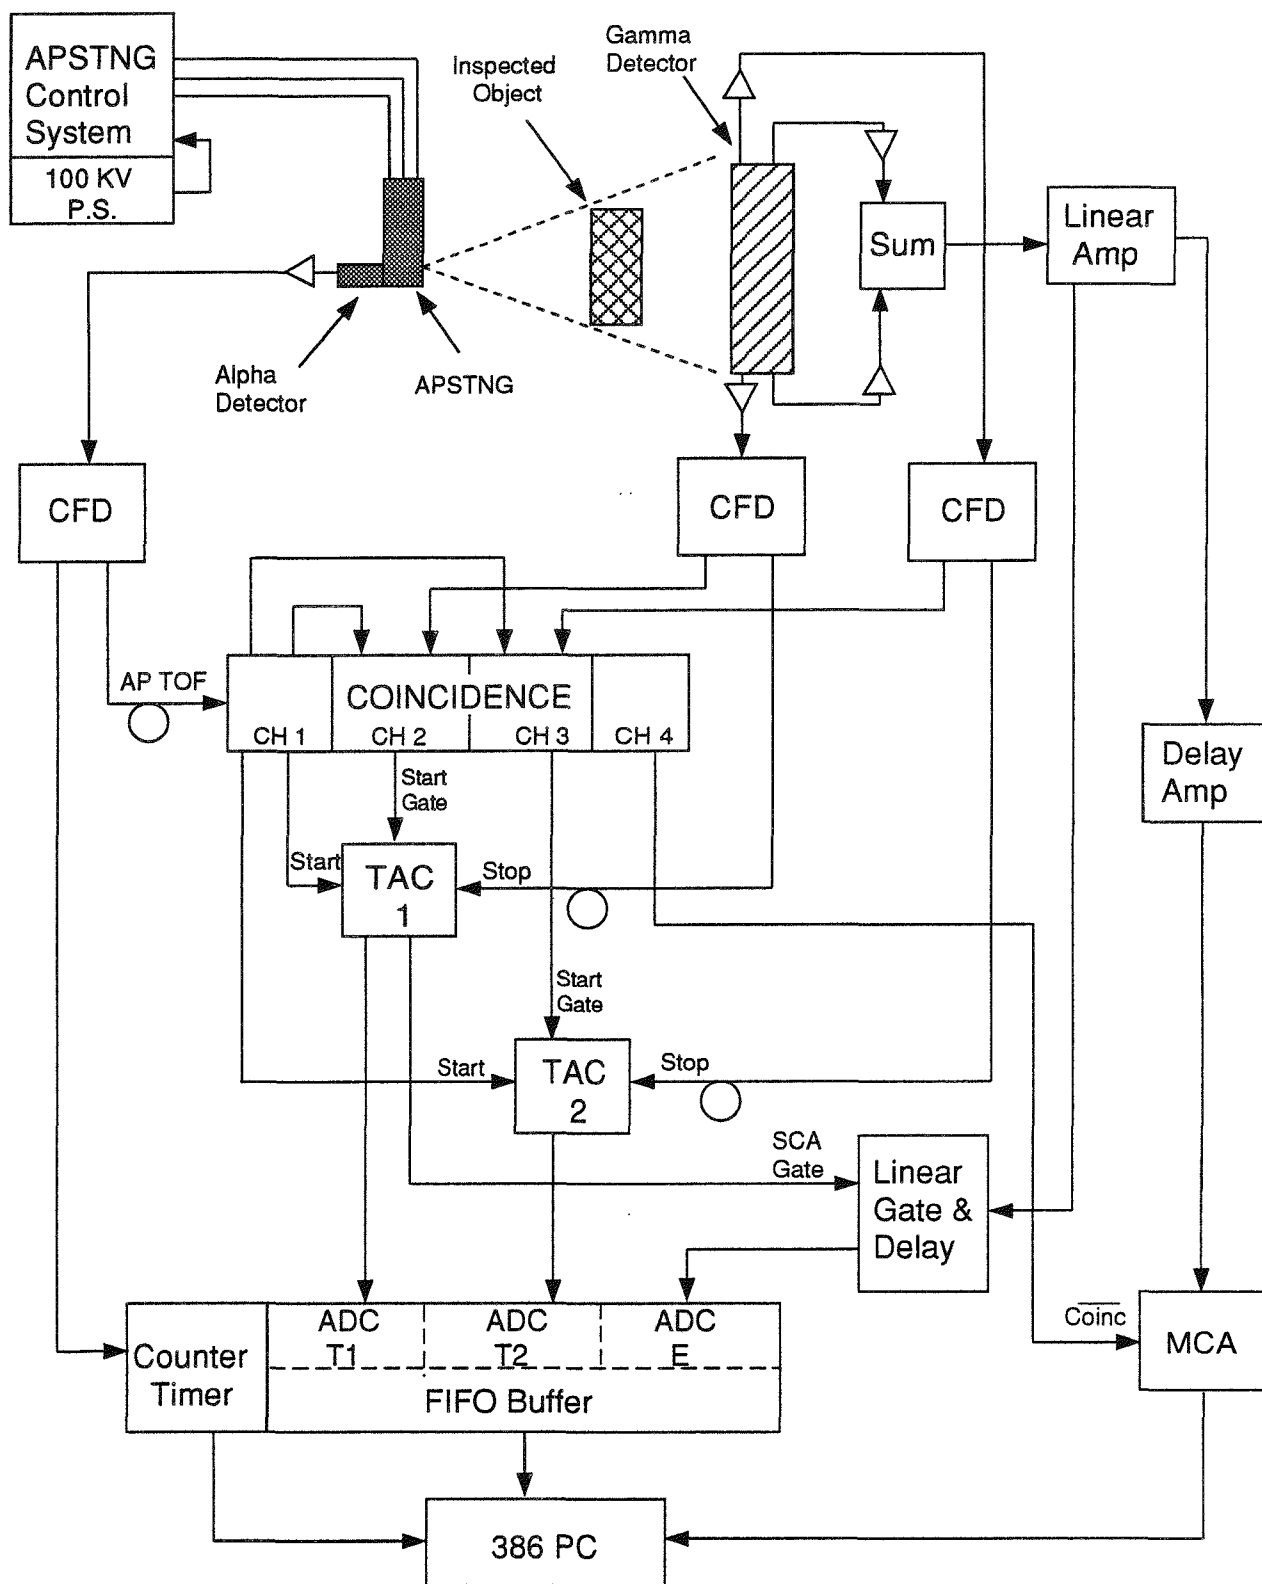 APSTNG
Control
System
100 KV
P.S.
Inspected
Object
Gamma
Detector
Sum
Linear
Amp
Alpha
Detector
APSTNG
CFD
CFD
CFD
AP TOF
COINCIDENCE
CH 1
CH 2
CH 3
CH 4
Delay
Amp
Start
Gate
Start
TAC
1
Stop
Start
Gate
Start
TAC
2
Stop
SCA
Gate
Linear
Gate &
Delay
Counter
Timer
ADC
T1
ADC
T2
ADC
E
FIFO Buffer
Coinc
MCA
386 PC